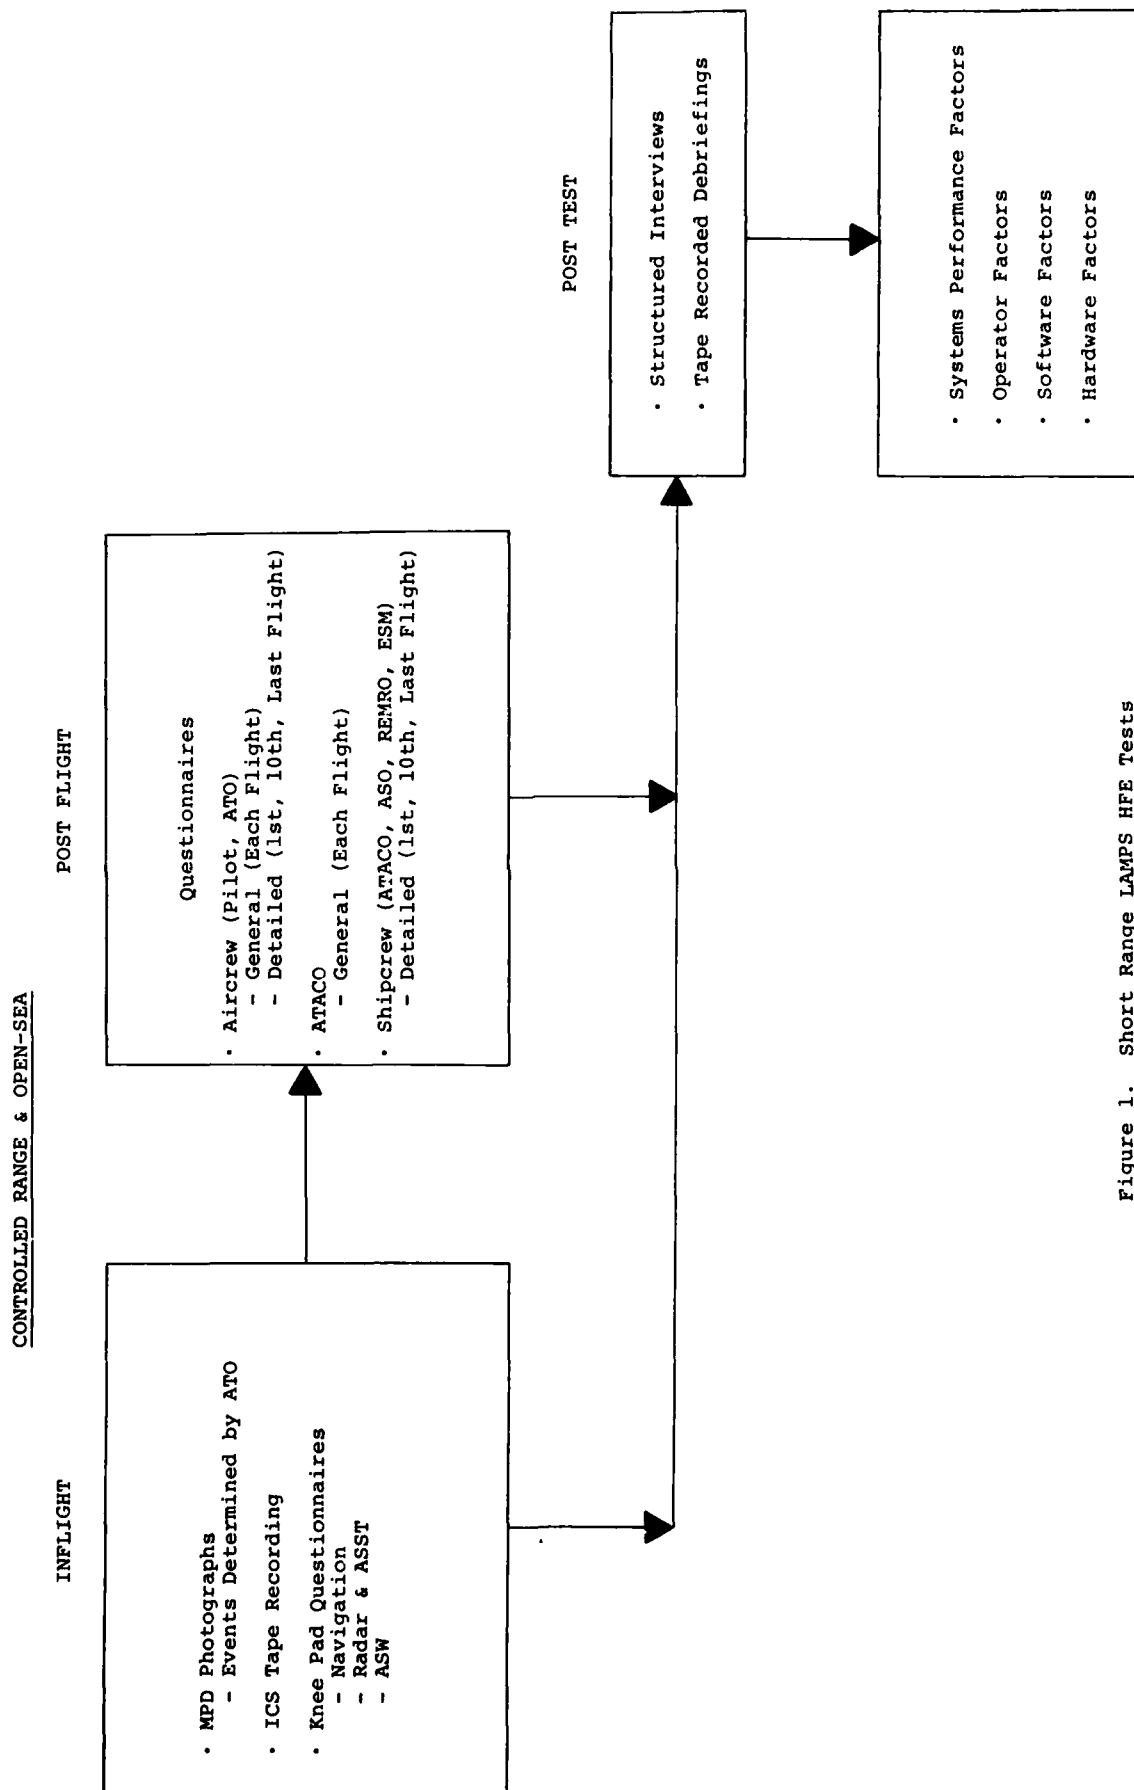 CONTROLLED RANGE & OPEN-SEA
INFLIGHT
· MPD Photographs
– Events Determined by ATO
· ICS Tape Recording
· Knee Pad Questionnaires
– Navigation
– Radar & ASST
– ASW
POST FLIGHT
Questionnaires
· Aircrew (Pilot, ATO)
– General (Each Flight)
– Detailed (1st, 10th, Last Flight)
· ATACO
– General (Each Flight)
· Shipcrew (ATACO, ASO, REMRO, ESM)
– Detailed (1st, 10th, Last Flight)
POST TEST
· Structured Interviews
· Tape Recorded Debriefings
· Systems Performance Factors
· Operator Factors
· Software Factors
· Hardware Factors
Figure 1. Short Range LAMPS HFE Tests